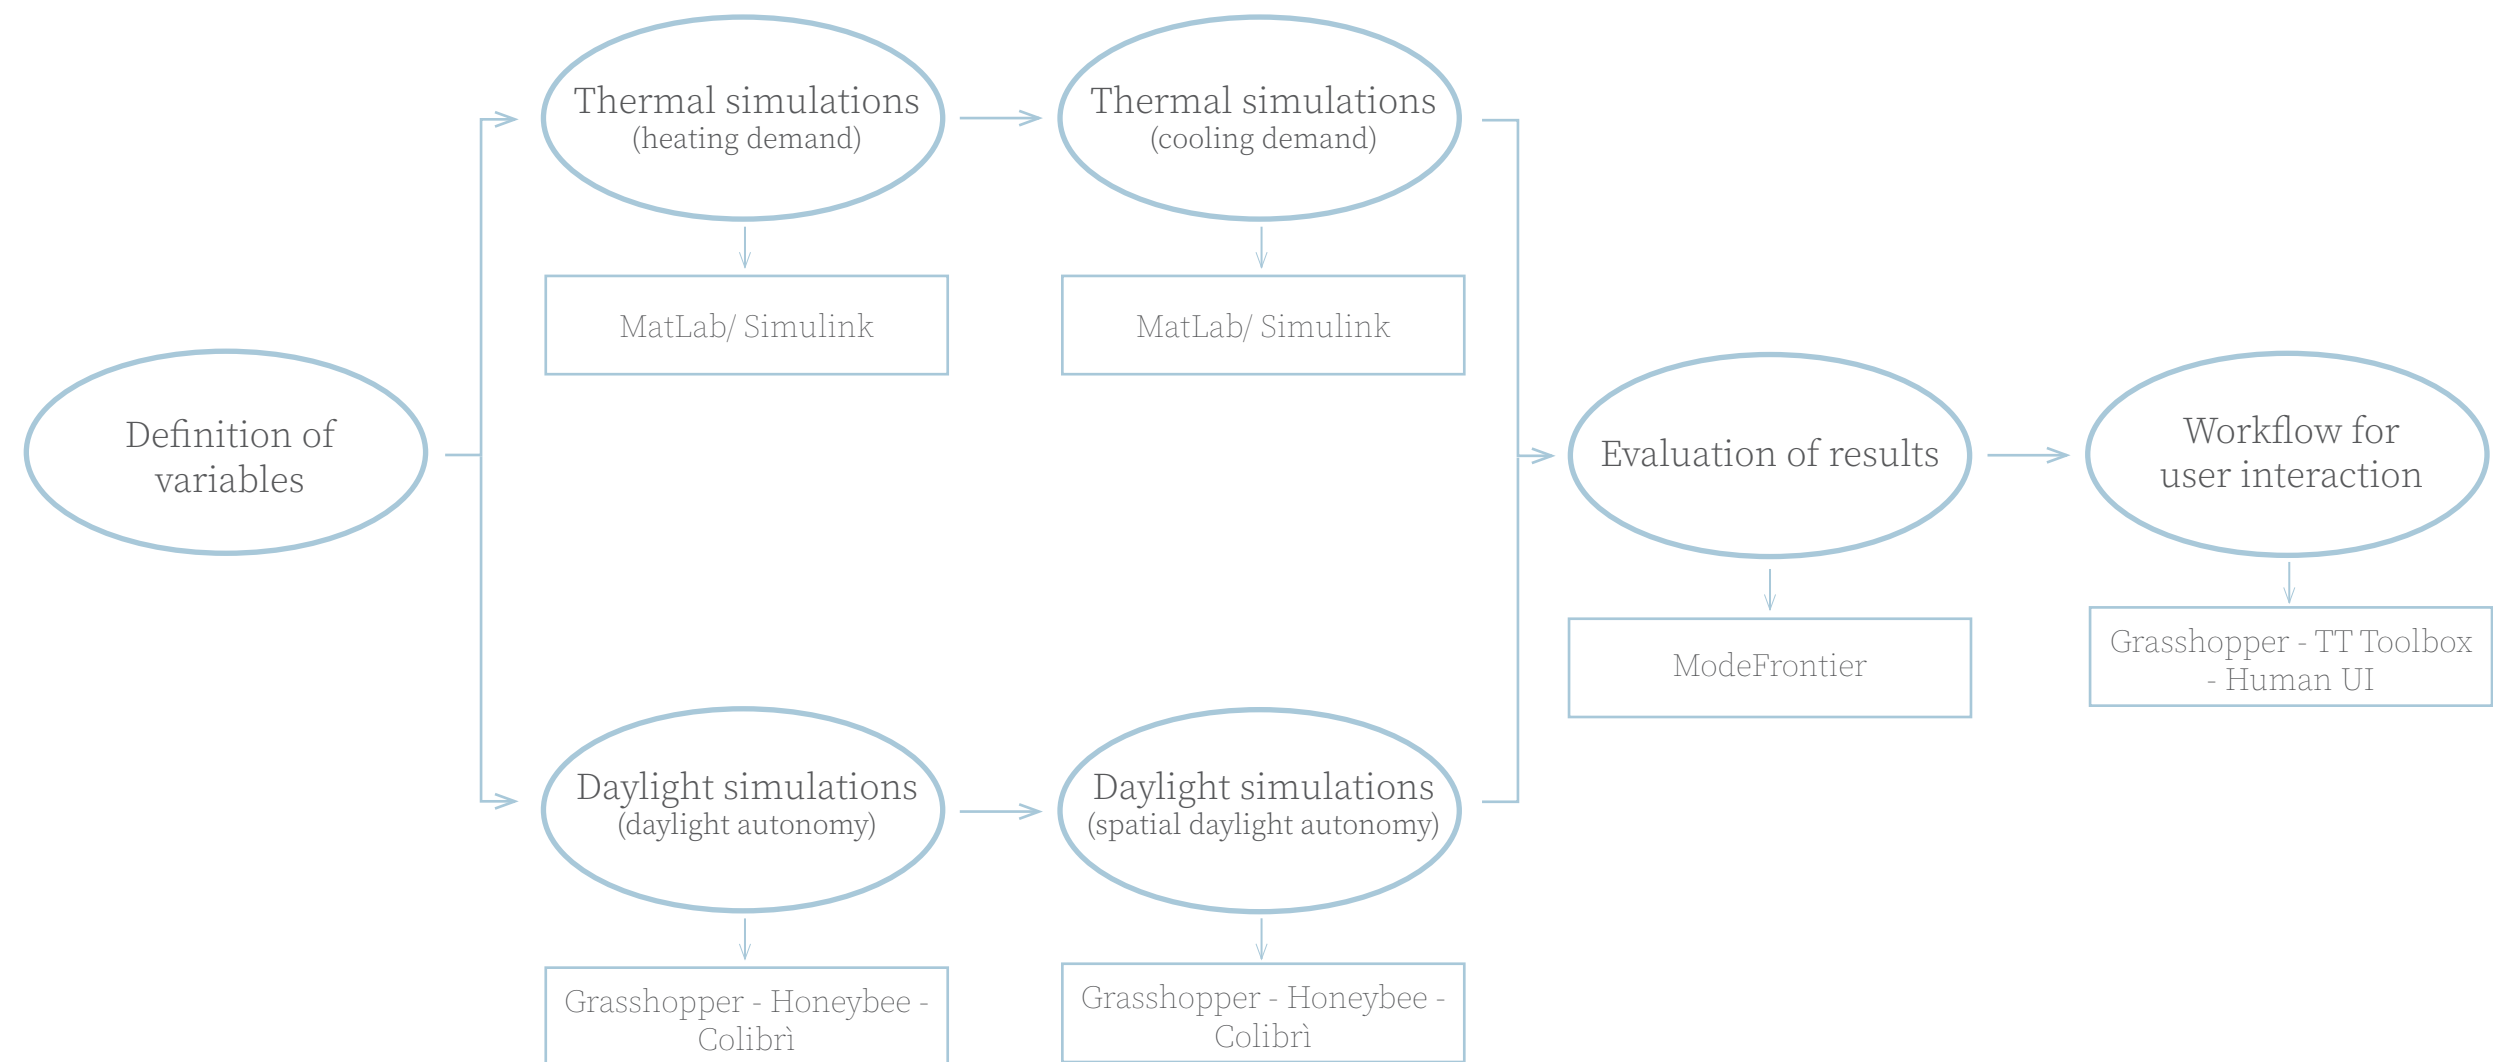 Thermal simulations
(heating demand)
Thermal simulations
(cooling demand)
MatLab/ Simulink
MatLab/ Simulink
Definition of
variables
Evaluation of results
Workflow for
user interaction
ModeFrontier
Grasshopper - TT Toolbox
- Human UI
Daylight simulations
(daylight autonomy)
Daylight simulations
(spatial daylight autonomy)
Grasshopper - Honeybee -
Colibrì
Grasshopper - Honeybee -
Colibrì